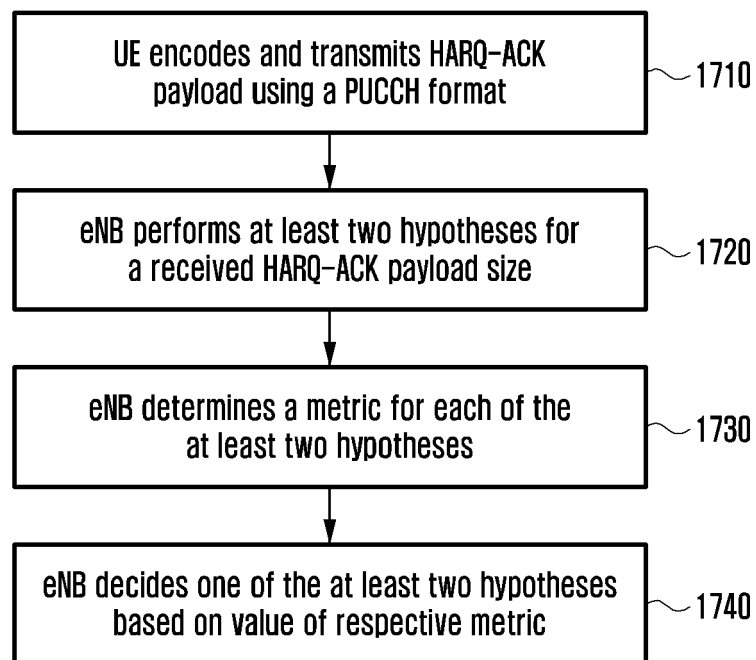 UE encodes and transmits HARQ-ACK
payload using a PUCCH format
1710
eNB performs at least two hypotheses for
a received HARQ-ACK payload size
1720
eNB determines a metric for each of the
at least two hypotheses
1730
eNB decides one of the at least two hypotheses
based on value of respective metric
1740